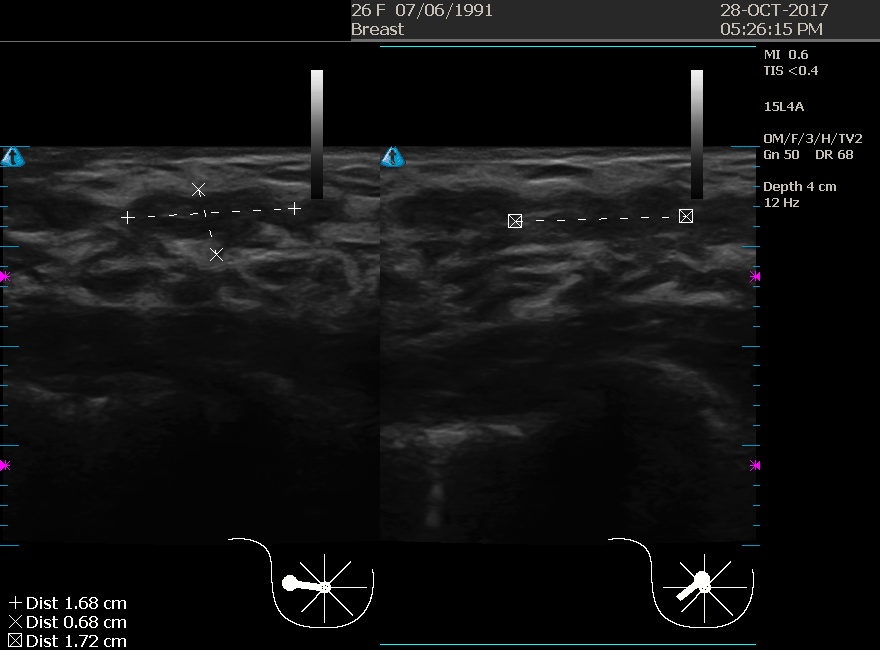 26 F 07/06/1991
Breast
28-OCT-2017
05:26:15 PM
MI 0.6
TIS <0.4
15L4A
OM/F/3/H/TV2
Gn 50 DR 68
Depth 4 cm
12 Hz
Dist 1.68 cm
Dist 0.68 cm
Dist 1.72 cm